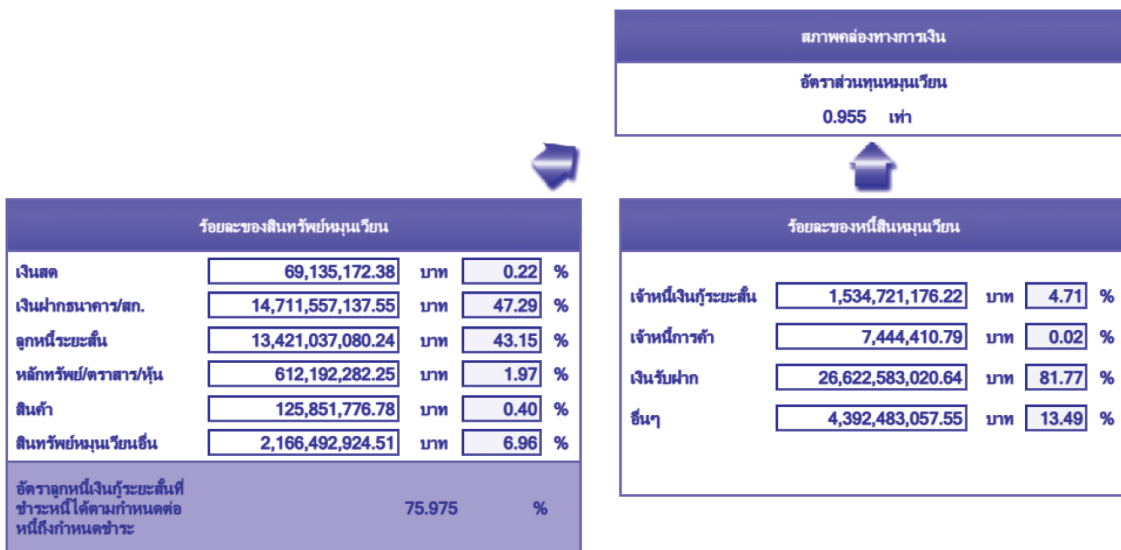 สภาพคล่องทางการเงิน
อัตราส่วนทุนหมุนเวียน
0.955 เท่า
ร้อยละของสินทรัพย์หมุนเวียน
เงินสด 69,135,172.38 บาท 0.22 %
เงินฝากธนาคาร/สก. 14,711,557,137.55 บาท 47.29 %
ลูกหนี้ระยะสั้น 13,421,037,080.24 บาท 43.15 %
หลักทรัพย์/ตราสาร/หุ้น 612,192,282.25 บาท 1.97 %
สินค้า 125,851,776.78 บาท 0.40 %
สินทรัพย์หมุนเวียนอื่น 2,166,492,924.51 บาท 6.96 %
อัตราลูกหนี้เงินกู้ระยะสั้นที่
ชำระหนี้ได้ตามกำหนดต่อ 75.975 %
หนี้ถึงกำหนดชำระ
ร้อยละของหนี้สินหมุนเวียน
เจ้าหนี้เงินกู้ระยะสั้น 1,534,721,176.22 บาท 4.71 %
เจ้าหนี้การค้า 7,444,410.79 บาท 0.02 %
เงินรับฝาก 26,622,583,020.64 บาท 81.77 %
อื่นๆ 4,392,483,057.55 บาท 13.49 %